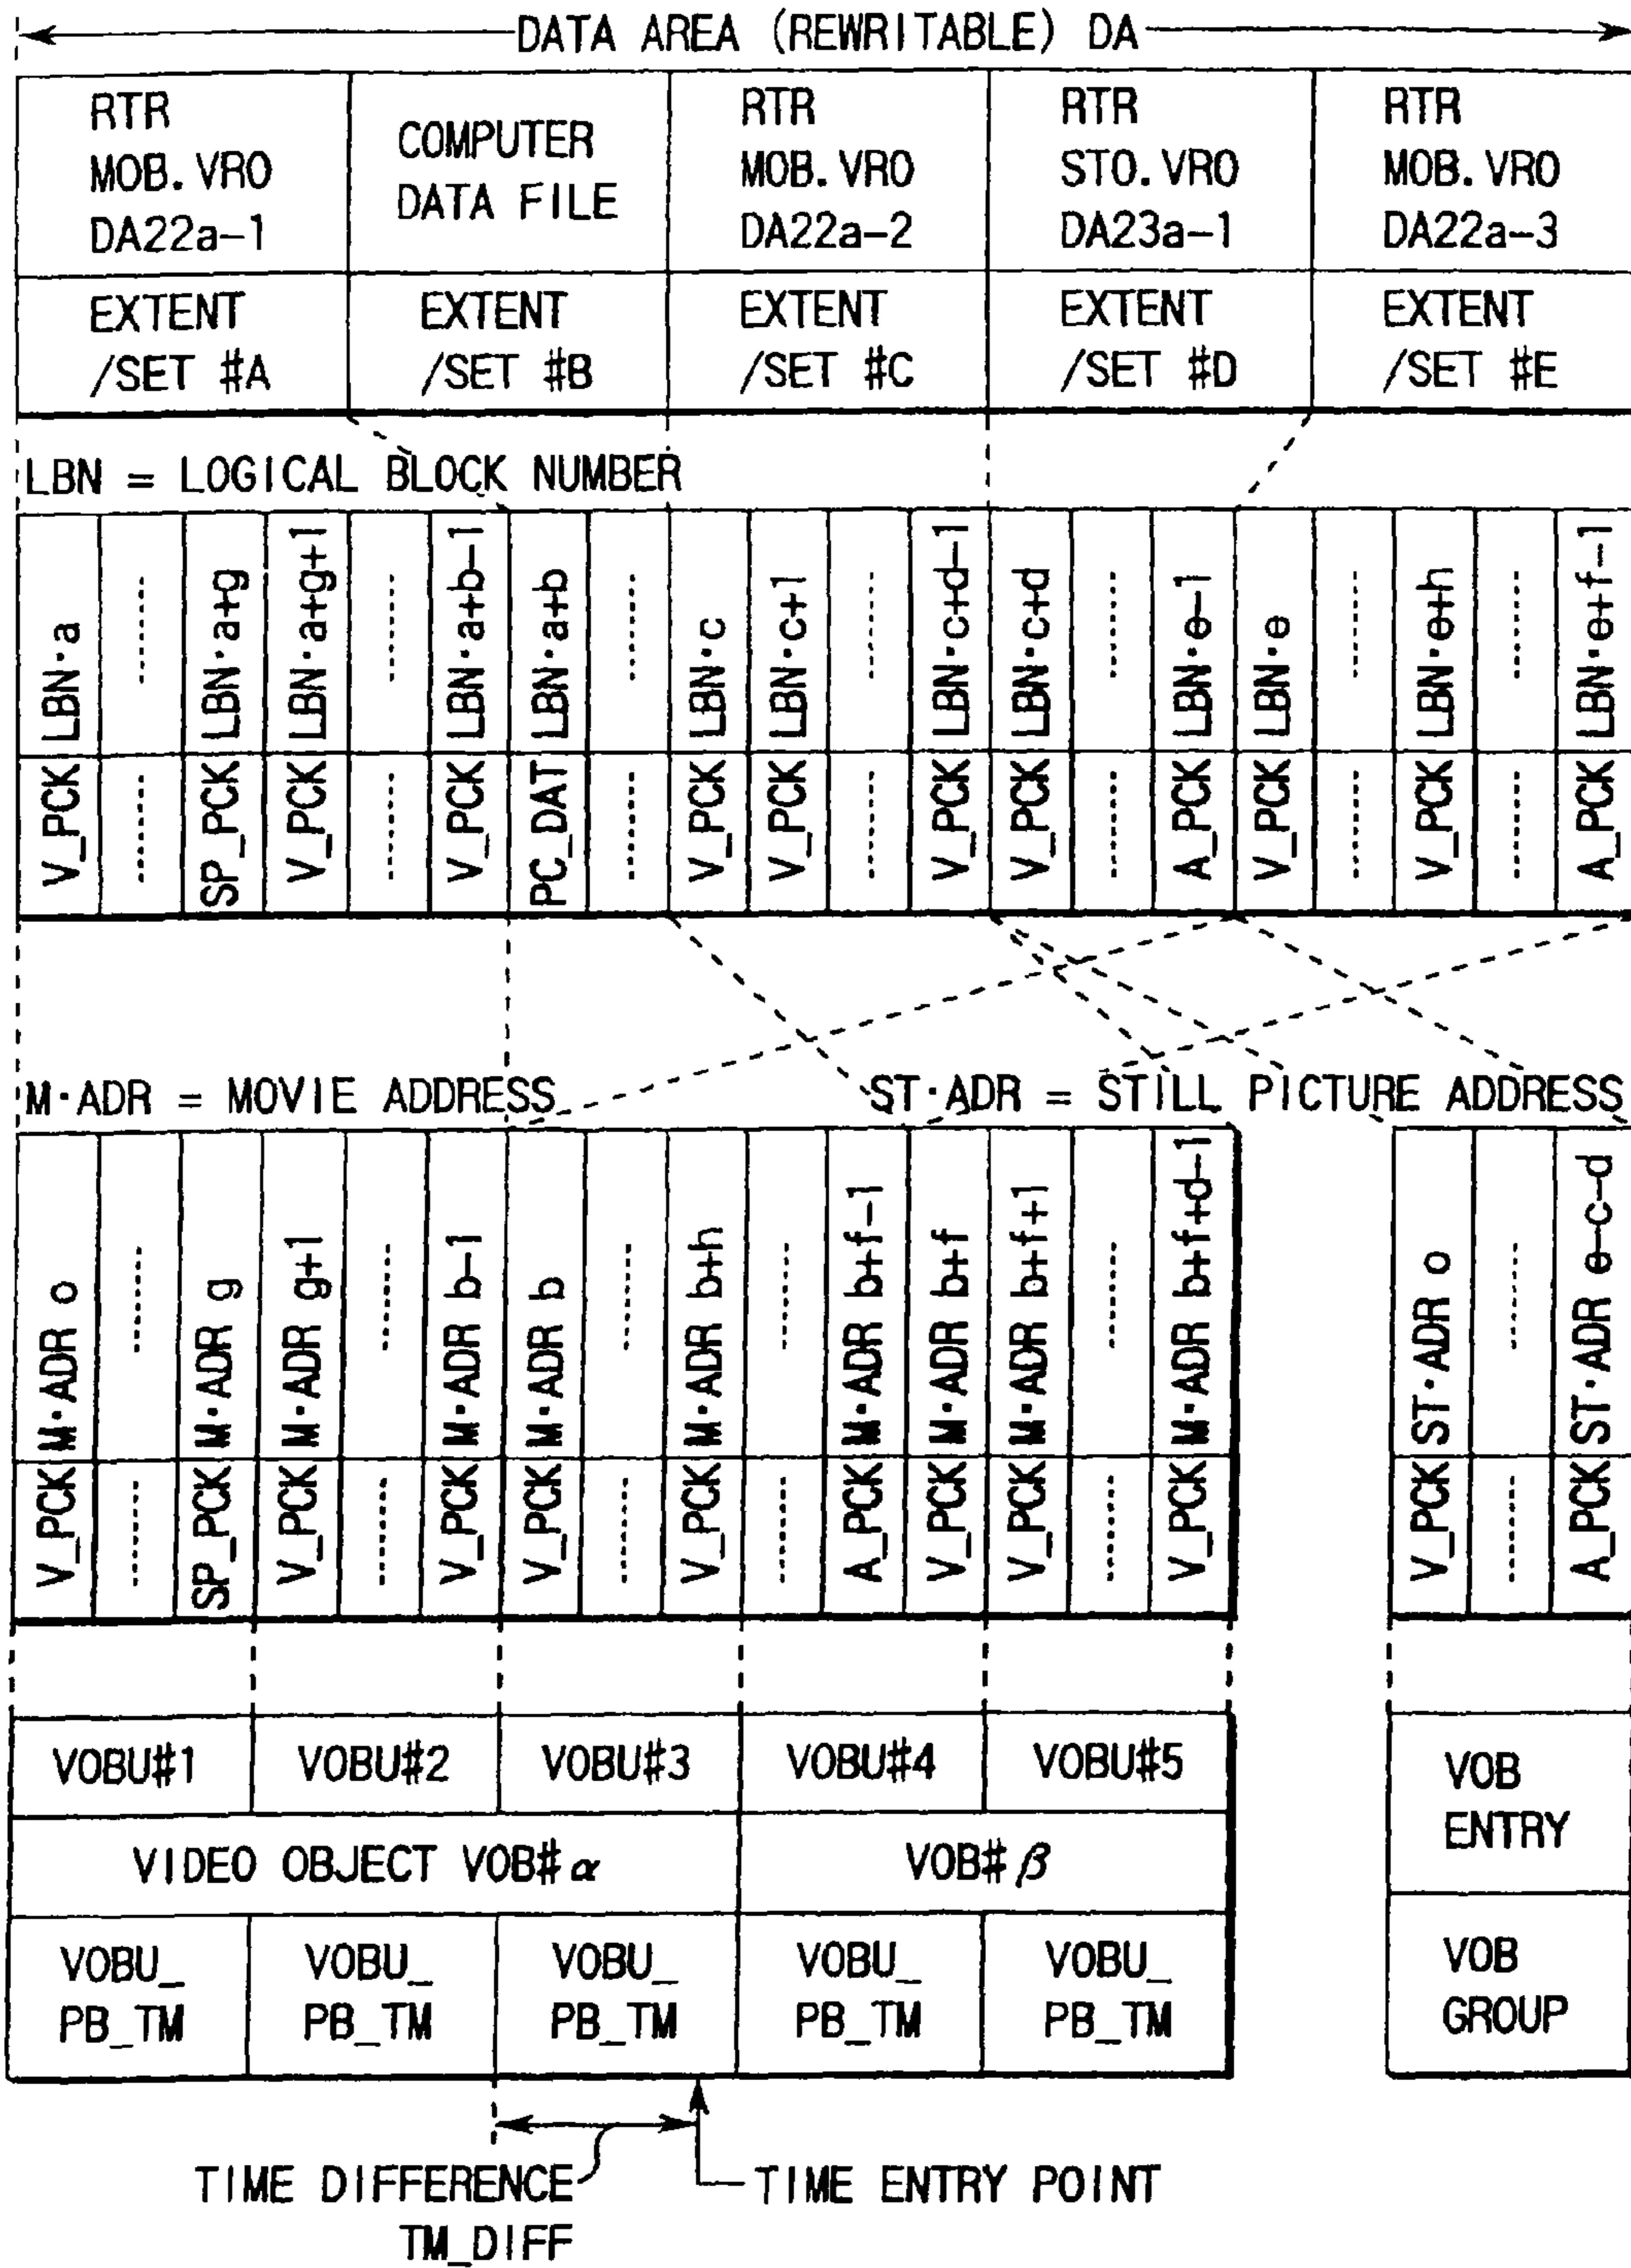 DATA AREA (REWRITABLE) DA
RTR MOB.VRO DA22a-1
COMPUTER DATA FILE
RTR MOB.VRO DA22a-2
RTR STO.VRO DA23a-1
RTR MOB.VRO DA22a-3
EXTENT /SET #A
EXTENT /SET #B
EXTENT /SET #C
EXTENT /SET #D
EXTENT /SET #E
LBN = LOGICAL BLOCK NUMBER
V_PCK LBN·a
SP_PCK LBN·a+g
V_PCK LBN·a+g+1
V_PCK LBN·a+b-1
PC_DAT LBN·a+b
V_PCK LBN·c
V_PCK LBN·c+1
V_PCK LBN·c+d-1
V_PCK LBN·c+d
A_PCK LBN·e-1
V_PCK LBN·e
V_PCK LBN·e+h
A_PCK LBN·e+f-1
M·ADR = MOVIE ADDRESS
ST·ADR = STILL PICTURE ADDRESS
V_PCK M·ADR o
SP_PCK M·ADR g
V_PCK M·ADR g+1
V_PCK M·ADR b-1
V_PCK M·ADR b
V_PCK M·ADR b+h
A_PCK M·ADR b+f-1
V_PCK M·ADR b+f
V_PCK M·ADR b+f+1
V_PCK M·ADR b+f+d-1
V_PCK ST·ADR o
A_PCK ST·ADR e-c-d
VOBU#1
VOBU#2
VOBU#3
VOBU#4
VOBU#5
VOB ENTRY
VIDEO OBJECT VOB#α
VOB#β
VOBU_ PB_TM
VOBU_ PB_TM
VOBU_ PB_TM
VOBU_ PB_TM
VOBU_ PB_TM
VOB GROUP
TIME DIFFERENCE TM_DIFF
TIME ENTRY POINT